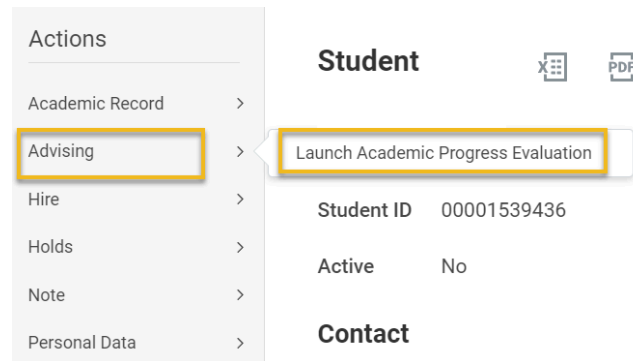 Actions
Academic Record
Advising
Hire
Holds
Note
Personal Data
Student
X
PDF
Launch Academic Progress Evaluation
Student ID 00001539436
Active No
Contact